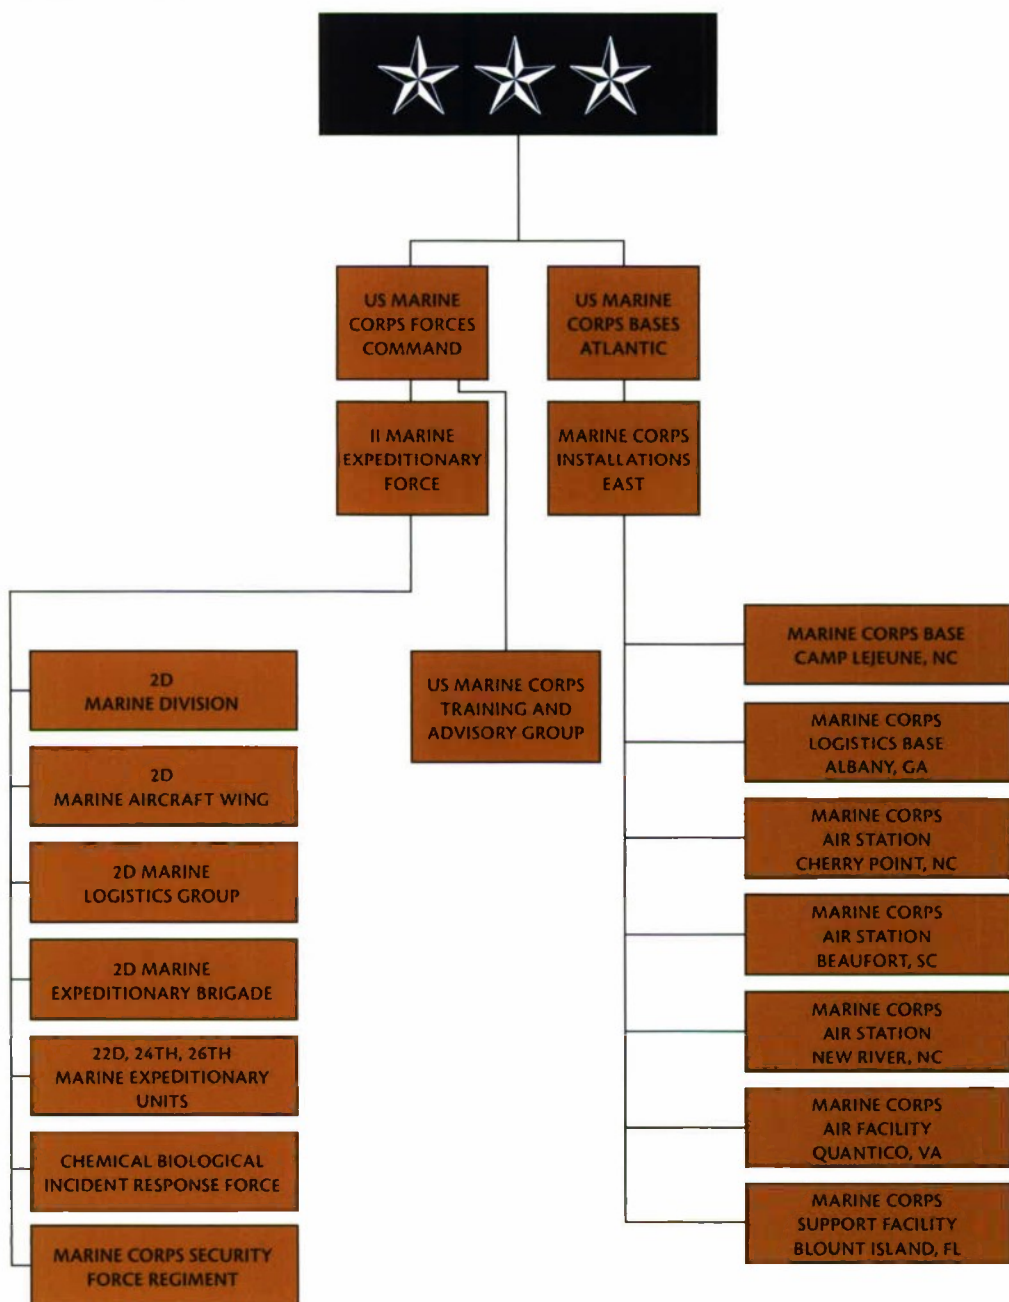 US MARINE
CORPS FORCES
COMMAND
US MARINE
CORPS BASES
ATLANTIC
II MARINE
EXPEDITIONARY
FORCE
MARINE CORPS
INSTALLATIONS
EAST
2D
MARINE DIVISION
2D
MARINE AIRCRAFT WING
2D MARINE
LOGISTICS GROUP
2D MARINE
EXPEDITIONARY BRIGADE
22D, 24TH, 26TH
MARINE EXPEDITIONARY
UNITS
CHEMICAL BIOLOGICAL
INCIDENT RESPONSE FORCE
MARINE CORPS SECURITY
FORCE REGIMENT
US MARINE CORPS
TRAINING AND
ADVISORY GROUP
MARINE CORPS BASE
CAMP LEJEUNE, NC
MARINE CORPS
LOGISTICS BASE
ALBANY, GA
MARINE CORPS
AIR STATION
CHERRY POINT, NC
MARINE CORPS
AIR STATION
BEAUFORT, SC
MARINE CORPS
AIR STATION
NEW RIVER, NC
MARINE CORPS
AIR FACILITY
QUANTICO, VA
MARINE CORPS
SUPPORT FACILITY
BLOUNT ISLAND, FL